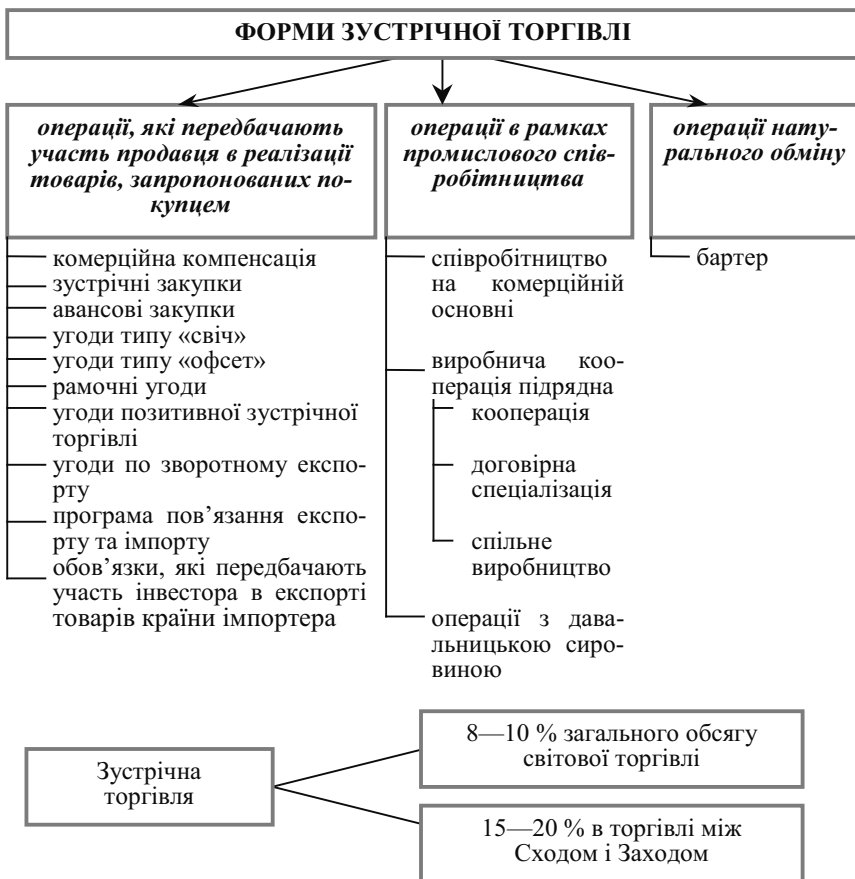 ФОРМИ ЗУСТРІЧНОЇ ТОРГІВЛІ
операції, які передбачають
участь продавця в реалізації
товарів, запропонованих по-
купцем
комерційна компенсація
зустрічні закупки
авансові закупки
угоди типу «свіч»
угоди типу «офсет»
рамочні угоди
угоди позитивної зустрічної
торгівлі
угоди по зворотному експо-
рту
програма пов’язання експо-
рту та імпорту
обов’язки, які передбачають
участь інвестора в експорті
товарів країни імпортера
операції в рамках
промислового спів-
робітництва
співробітництво
на комерційній
основні
виробнича коо-
перація підрядна
кооперація
договірна
спеціалізація
спільне
виробництво
операції з дава-
льницькою сиро-
виною
операції нату-
рального обміну
бартер
Зустрічна
торгівля
8—10 % загального обсягу
світової торгівлі
15—20 % в торгівлі між
Сходом і Заходом